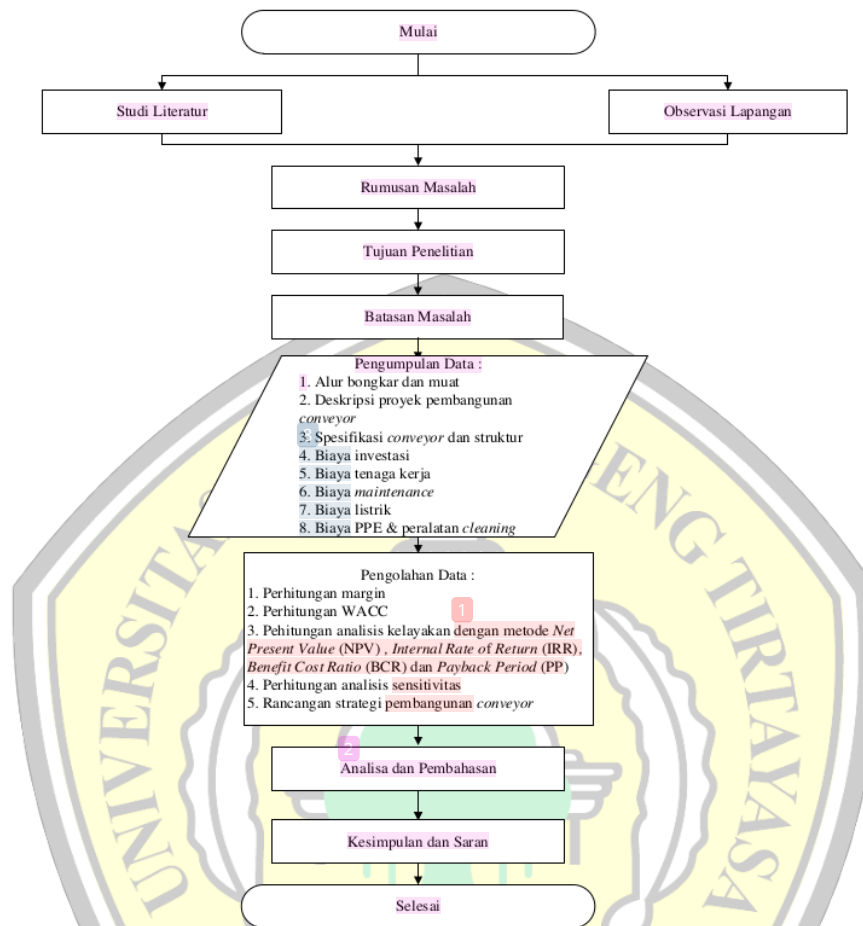 Mulai
Studi Literatur
Observasi Lapangan
Rumusan Masalah
Tujuan Penelitian
Batasan Masalah
Pengumpulan Data :
1. Alur bongkar dan muat
2. Deskripsi proyek pembangunan
conveyor
3
3. Spesifikasi conveyor dan struktur
4. Biaya investasi
5. Biaya tenaga kerja
6. Biaya maintenance
7. Biaya listrik
8. Biaya PPE & peralatan cleaning
Pengolahan Data :
1. Perhitungan margin
2. Perhitungan WACC
1
3. Pehitungan analisis kelayakan dengan metode Net
Present Value (NPV) , Internal Rate of Return (IRR),
Benefit Cost Ratio (BCR) dan Payback Period (PP)
4. Perhitungan analisis sensitivitas
5. Rancangan strategi pembangunan conveyor
2
Analisa dan Pembahasan
Kesimpulan dan Saran
Selesai
UNIVERSITA
ENG TIRTAYASA